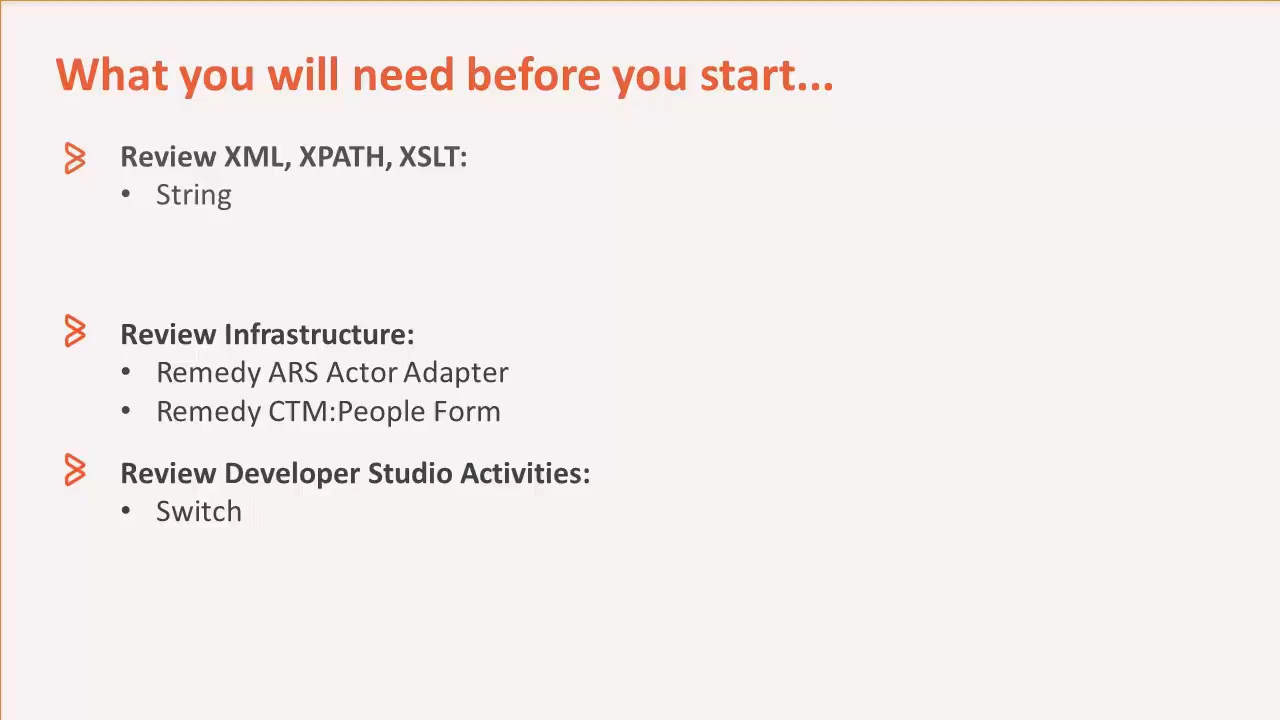 What you will need before you start...
Review XML, XPATH, XSLT:
• String
Review Infrastructure:
• Remedy ARS Actor Adapter
• Remedy CTM:People Form
Review Developer Studio Activities:
• Switch